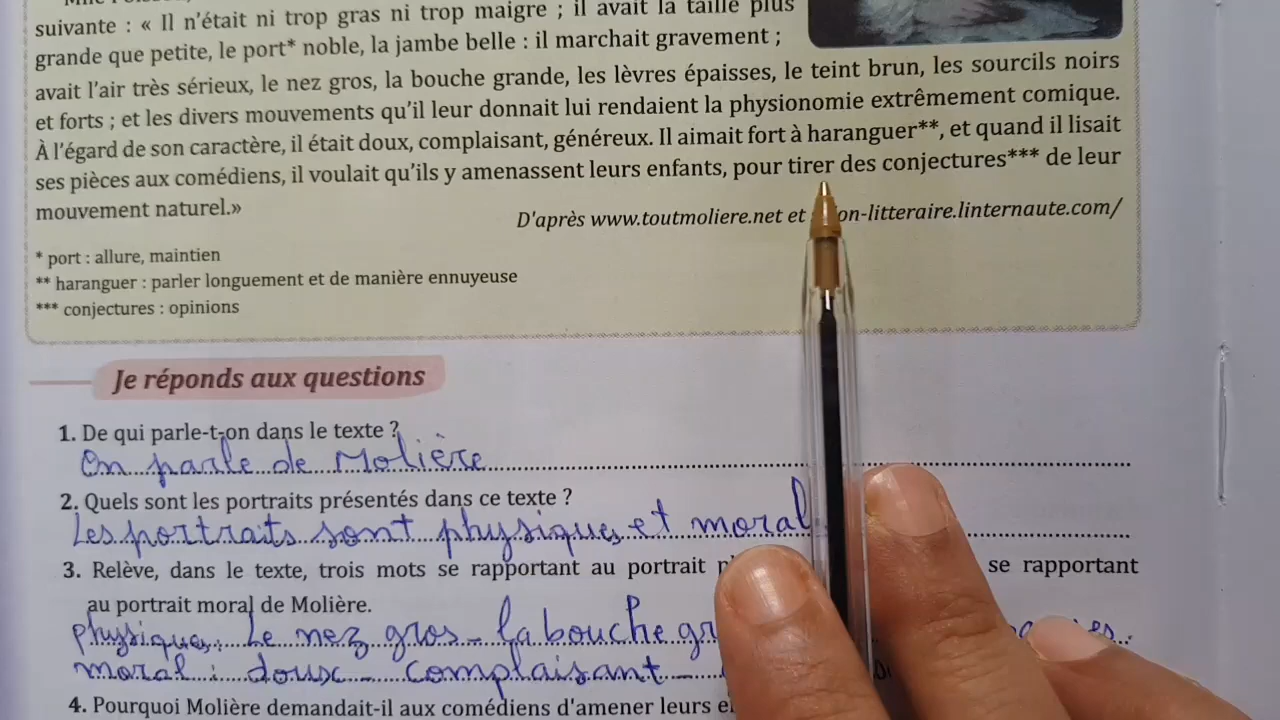 suivante : « Il n'était ni trop gras ni trop maigre ; il avait la taille plus
grande que petite, le port* noble, la jambe belle : il marchait gravement ;
avait l'air très sérieux, le nez gros, la bouche grande, les lèvres épaisses, le teint brun, les sourcils noirs
et forts ; et les divers mouvements qu'il leur donnait lui rendaient la physionomie extrêmement comique.
À l'égard de son caractère, il était doux, complaisant, généreux. Il aimait fort à haranguer**, et quand il lisait
ses pièces aux comédiens, il voulait qu'ils y amenassent leurs enfants, pour tirer des conjectures*** de leur
mouvement naturel.»
D'après www.toutmoliere.net et on-litteraire.linternaute.com/
* port : allure, maintien
** haranguer : parler longuement et de manière ennuyeuse
*** conjectures : opinions
Je réponds aux questions
1. De qui parle-t-on dans le texte ?
On parle de Molière
2. Quels sont les portraits présentés dans ce texte ?
Les portraits sont physiques et moral
3. Relève, dans le texte, trois mots se rapportant au portrait se rapportant
au portrait moral de Molière.
physiques : Le nez gros - la bouche
moral : doux - complaisant -
4. Pourquoi Molière demandait-il aux comédiens d'amener leurs